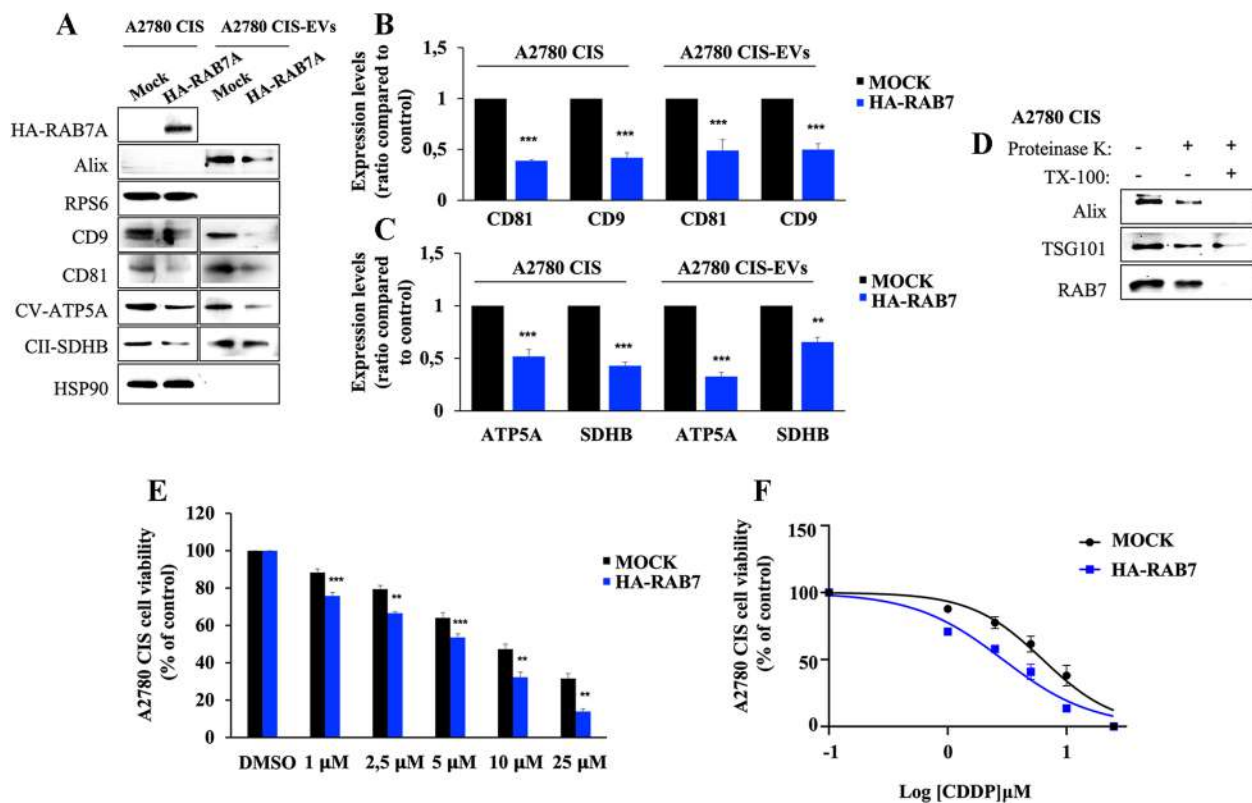 A
A2780 CIS A2780 CIS-EVs
Mock HA-RAB7A Mock HA-RAB7A
HA-RAB7A
Alix
RPS6
CD9
CD81
CV-ATP5A
CII-SDHB
HSP90
B
A2780 CIS A2780 CIS-EVs
Expression levels
(ratio compared to
control)
1,5
1
0,5
0
*** *** *** ***
CD81 CD9 CD81 CD9
MOCK
HA-RAB7
C
A2780 CIS A2780 CIS-EVs
Expression levels
(ratio compared
to control)
1,5
1
0,5
0
*** *** *** **
ATP5A SDHB ATP5A SDHB
MOCK
HA-RAB7
A2780 CIS
D
Proteinase K: - + +
TX-100: - - +
Alix
TSG101
RAB7
E
A2780 CIS cell viability
(% of control)
120
100
80
60
40
20
0
*** ** *** ** **
DMSO 1 µM 2,5 µM 5 µM 10 µM 25 µM
MOCK
HA-RAB7
F
A2780 CIS cell viability
(% of control)
150
100
50
0
-1 0 1
Log [CDDP]µM
MOCK
HA-RAB7